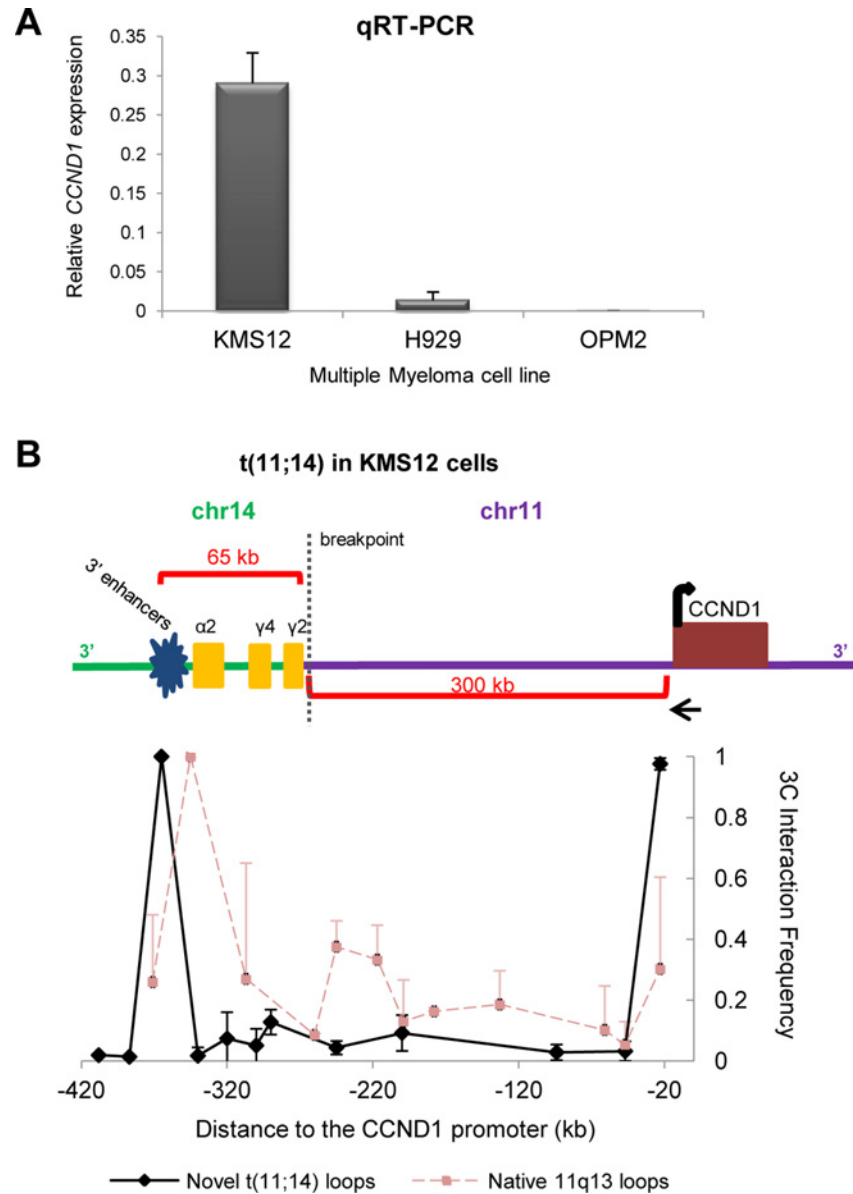 A
qRT-PCR
Relative CCND1 expression
0.35
0.3
0.25
0.2
0.15
0.1
0.05
0
KMS12 H929 OPM2
Multiple Myeloma cell line
B
t(11;14) in KMS12 cells
chr14 chr11
breakpoint
65 kb
3' enhancers
α2 γ4 γ2
CCND1
3' 3'
300 kb
1
0.8
0.6
0.4
0.2
0
3C Interaction Frequency
-420 -320 -220 -120 -20
Distance to the CCND1 promoter (kb)
Novel t(11;14) loops Native 11q13 loops